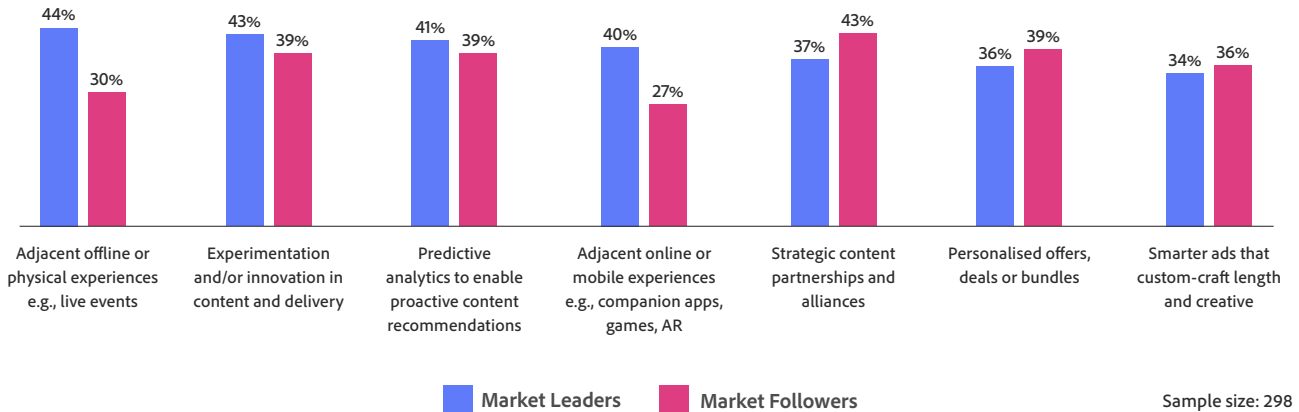 44%
30%
43%
39%
41%
39%
40%
27%
37%
43%
36%
39%
34%
36%
Adjacent offline or
physical experiences
e.g., live events
Experimentation
and/or innovation in
content and delivery
Predictive
analytics to enable
proactive content
recommendations
Adjacent online or
mobile experiences
e.g., companion apps,
games, AR
Strategic content
partnerships and
alliances
Personalised offers,
deals or bundles
Smarter ads that
custom-craft length
and creative
Market Leaders
Market Followers
Sample size: 298